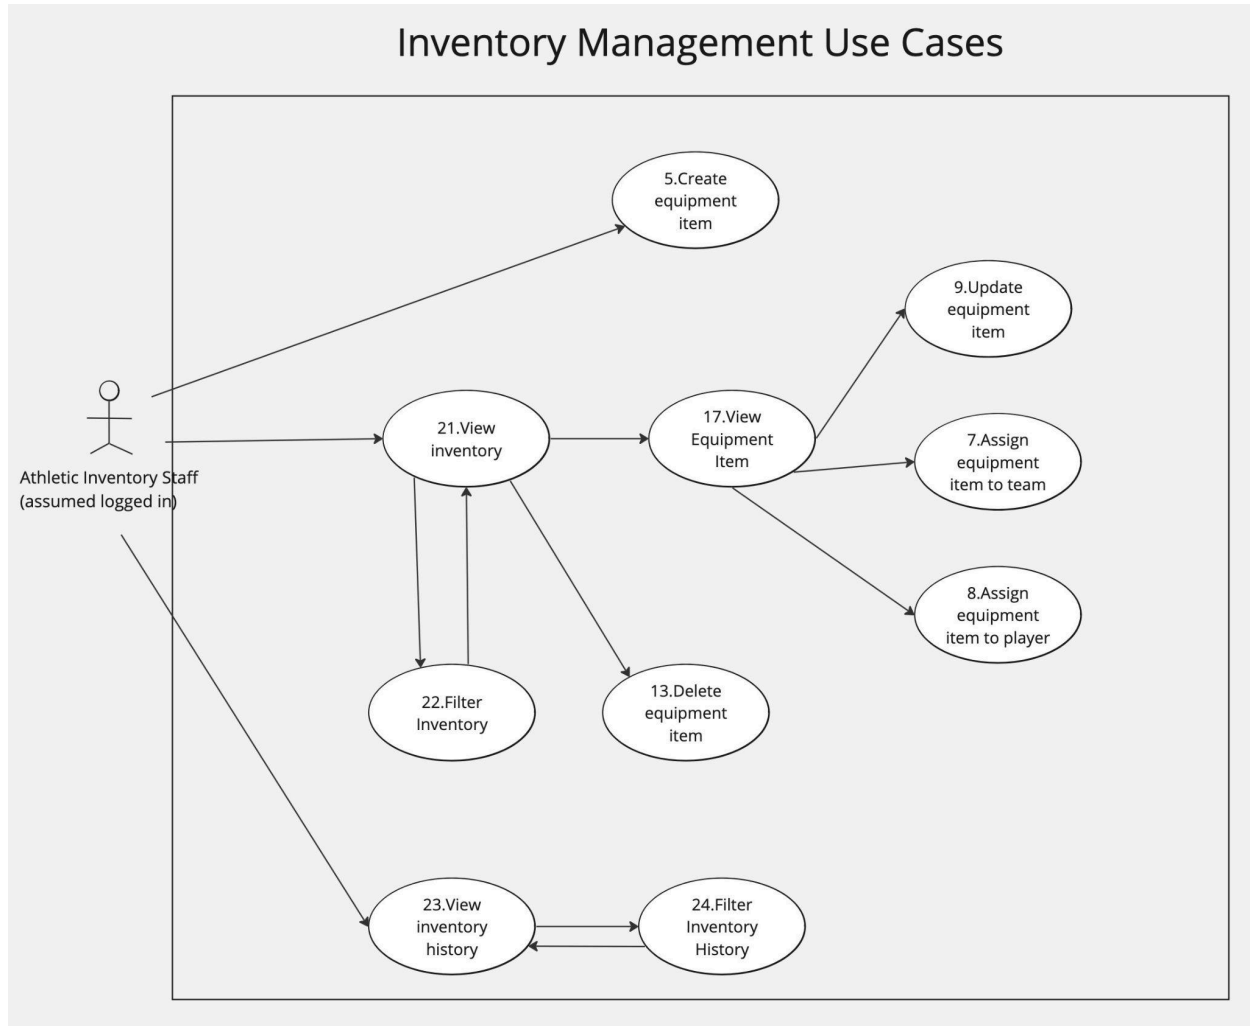 Inventory Management Use Cases
5.Create
equipment
item
9.Update
equipment
item
21.View
inventory
17.View
Equipment
Item
7.Assign
equipment
item to team
Athletic Inventory Staff
(assumed logged in)
8.Assign
equipment
item to player
22.Filter
Inventory
13.Delete
equipment
item
23.View
inventory
history
24.Filter
Inventory
History